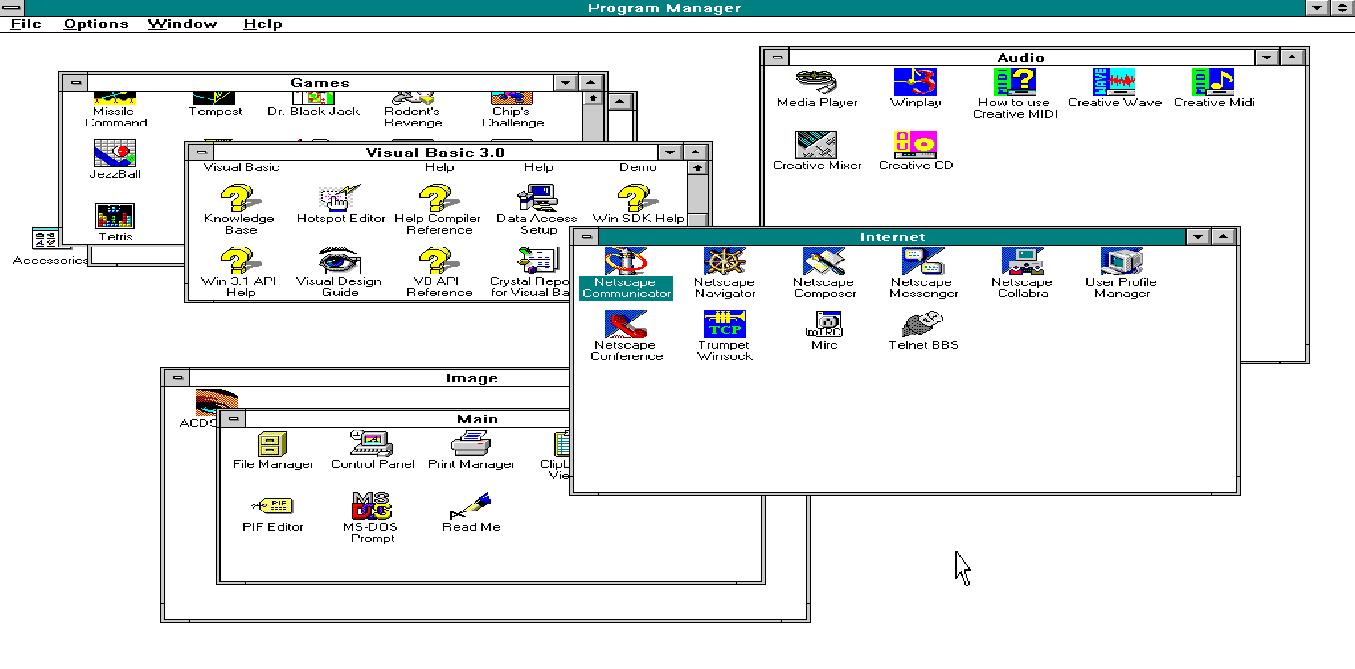 Program Manager
File Options Window Help
Games
Missile Command
Tempest
Dr. Black Jack
Rodent's Revenge
Chip's Challenge
JezzBall
Tetris
Accessories
Visual Basic 3.0
Visual Basic
Help
Help
Demo
Knowledge Base
Hotspot Editor
Help Compiler Reference
Data Access Setup
Win SDK Help
Win 3.1 API Help
Visual Design Guide
VB API Reference
Crystal Repo
for Visual Ba
Audio
Media Player
Winplay
How to use Creative MIDI
Creative Wave
Creative Midi
Creative Mixer
Creative CD
Internet
Netscape Communicator
Netscape Navigator
Netscape Composer
Netscape Messenger
Netscape Collabra
User Profile Manager
Netscape Conference
TCP
Trumpet Winsock
Mirc
Telnet BBS
Image
ACDS
Main
File Manager
Control Panel
Print Manager
PIF
PIF Editor
MS DOS
MS-DOS Prompt
Read Me